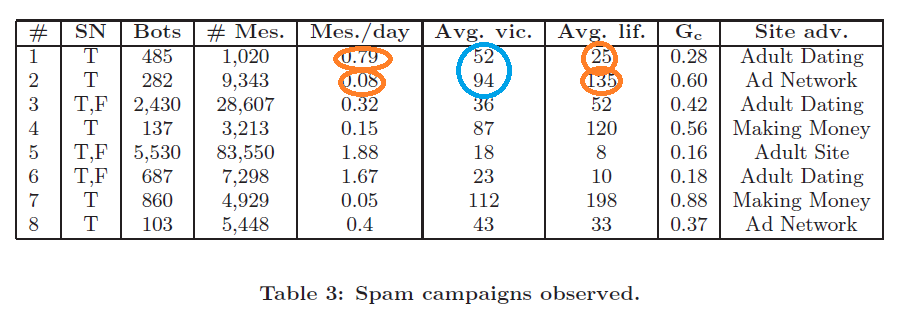 # SN Bots # Mes. Mes./day Avg. vic. Avg. lif. Gc Site adv.
1 T 485 1,020 0.79 52 25 0.28 Adult Dating
2 T 282 9,343 0.08 94 135 0.60 Ad Network
3 T,F 2,430 28,607 0.32 36 52 0.42 Adult Dating
4 T 137 3,213 0.15 87 120 0.56 Making Money
5 T,F 5,530 83,550 1.88 18 8 0.16 Adult Site
6 T,F 687 7,298 1.67 23 10 0.18 Adult Dating
7 T 860 4,929 0.05 112 198 0.88 Making Money
8 T 103 5,448 0.4 43 33 0.37 Ad Network
Table 3: Spam campaigns observed.